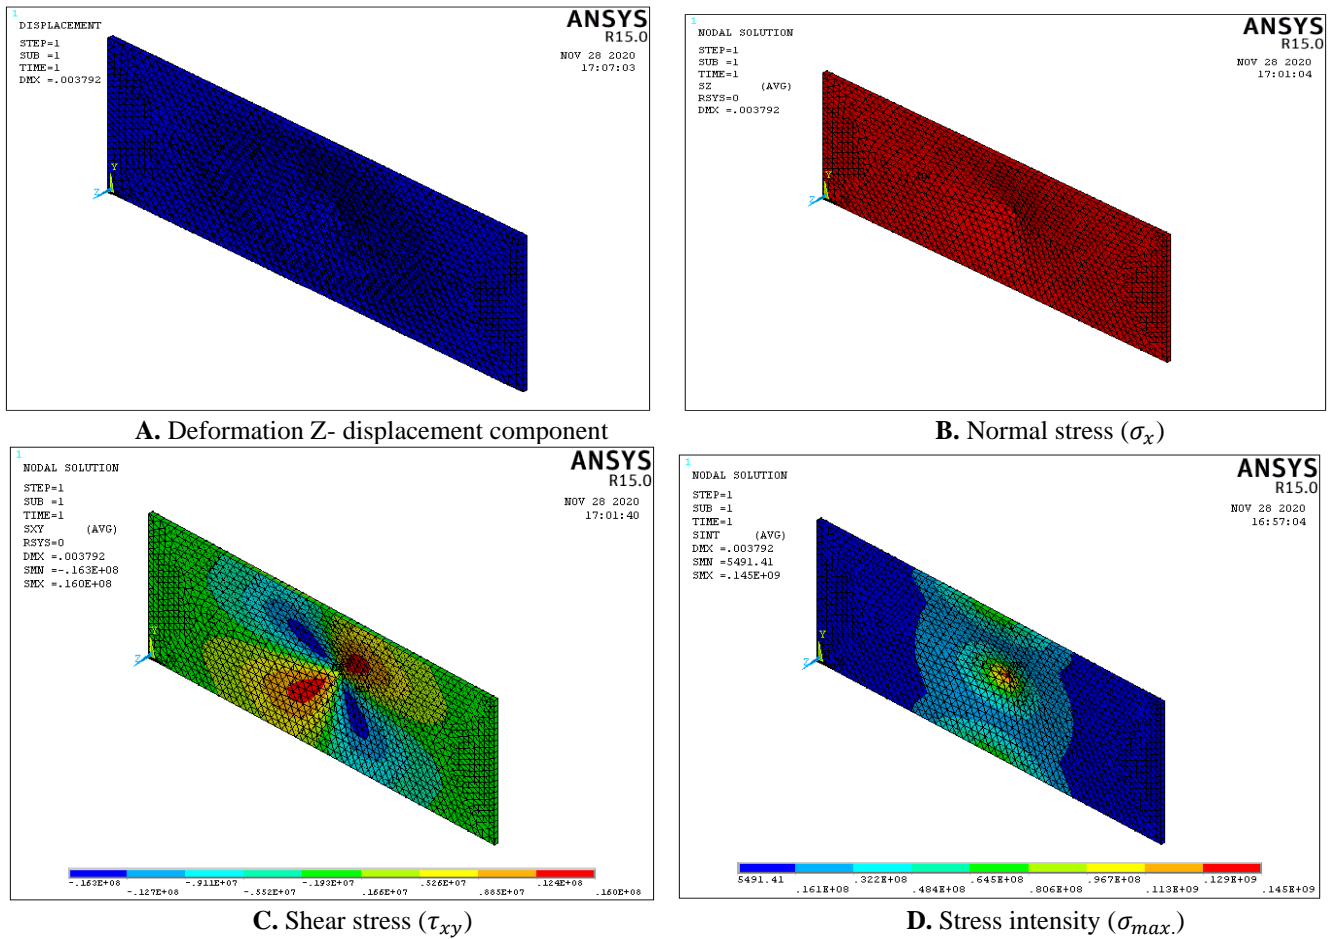 1
DISPLACEMENT
STEP=1
SUB =1
TIME=1
DMX =.003792
ANSYS
R15.0
NOV 28 2020
17:07:03
Y
Z
A. Deformation Z- displacement component
1
NODAL SOLUTION
STEP=1
SUB =1
TIME=1
SZ (AVG)
RSYS=0
DMX =.003792
ANSYS
R15.0
NOV 28 2020
17:01:04
Y
Z
B. Normal stress (σx)
1
NODAL SOLUTION
STEP=1
SUB =1
TIME=1
SXY (AVG)
RSYS=0
DMX =.003792
SMN =-.163E+08
SMX =.160E+08
ANSYS
R15.0
NOV 28 2020
17:01:40
Y
Z
-.163E+08 -.911E+07 -.193E+07 .526E+07 .124E+08
-.127E+08 -.552E+07 .166E+07 .885E+07 .160E+08
C. Shear stress (τxy)
1
NODAL SOLUTION
STEP=1
SUB =1
TIME=1
SINT (AVG)
DMX =.003792
SMN =5491.41
SMX =.145E+09
ANSYS
R15.0
NOV 28 2020
16:57:04
Y
Z
5491.41 .322E+08 .645E+08 .967E+08 .129E+09
.161E+08 .484E+08 .806E+08 .113E+09 .145E+09
D. Stress intensity (σmax.)